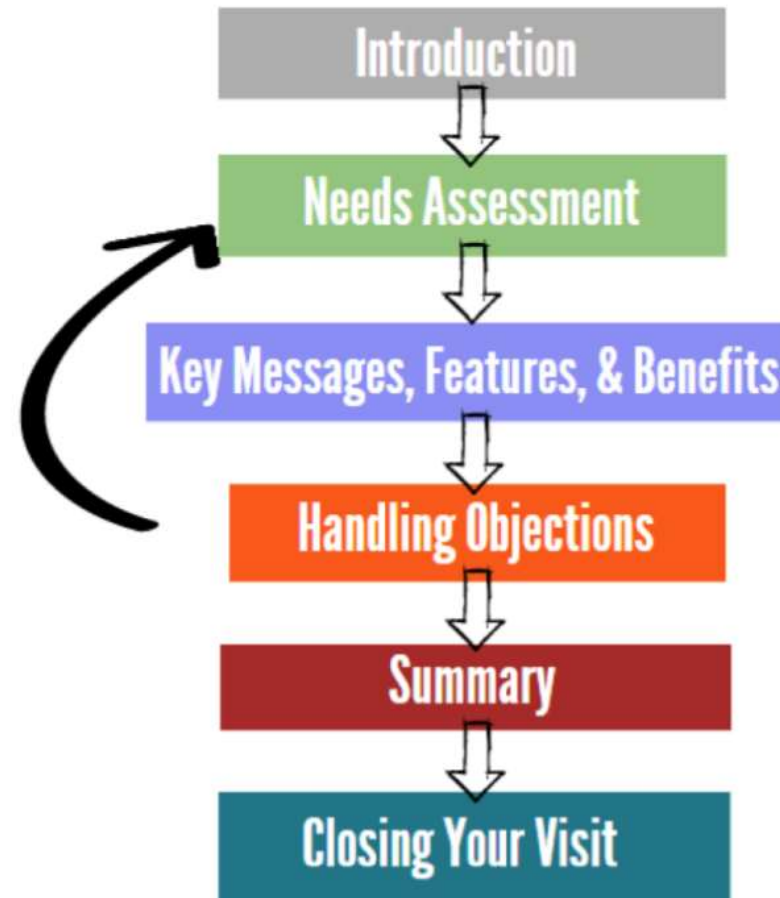 Introduction
Needs Assessment
Key Messages, Features, & Benefits
Handling Objections
Summary
Closing Your Visit